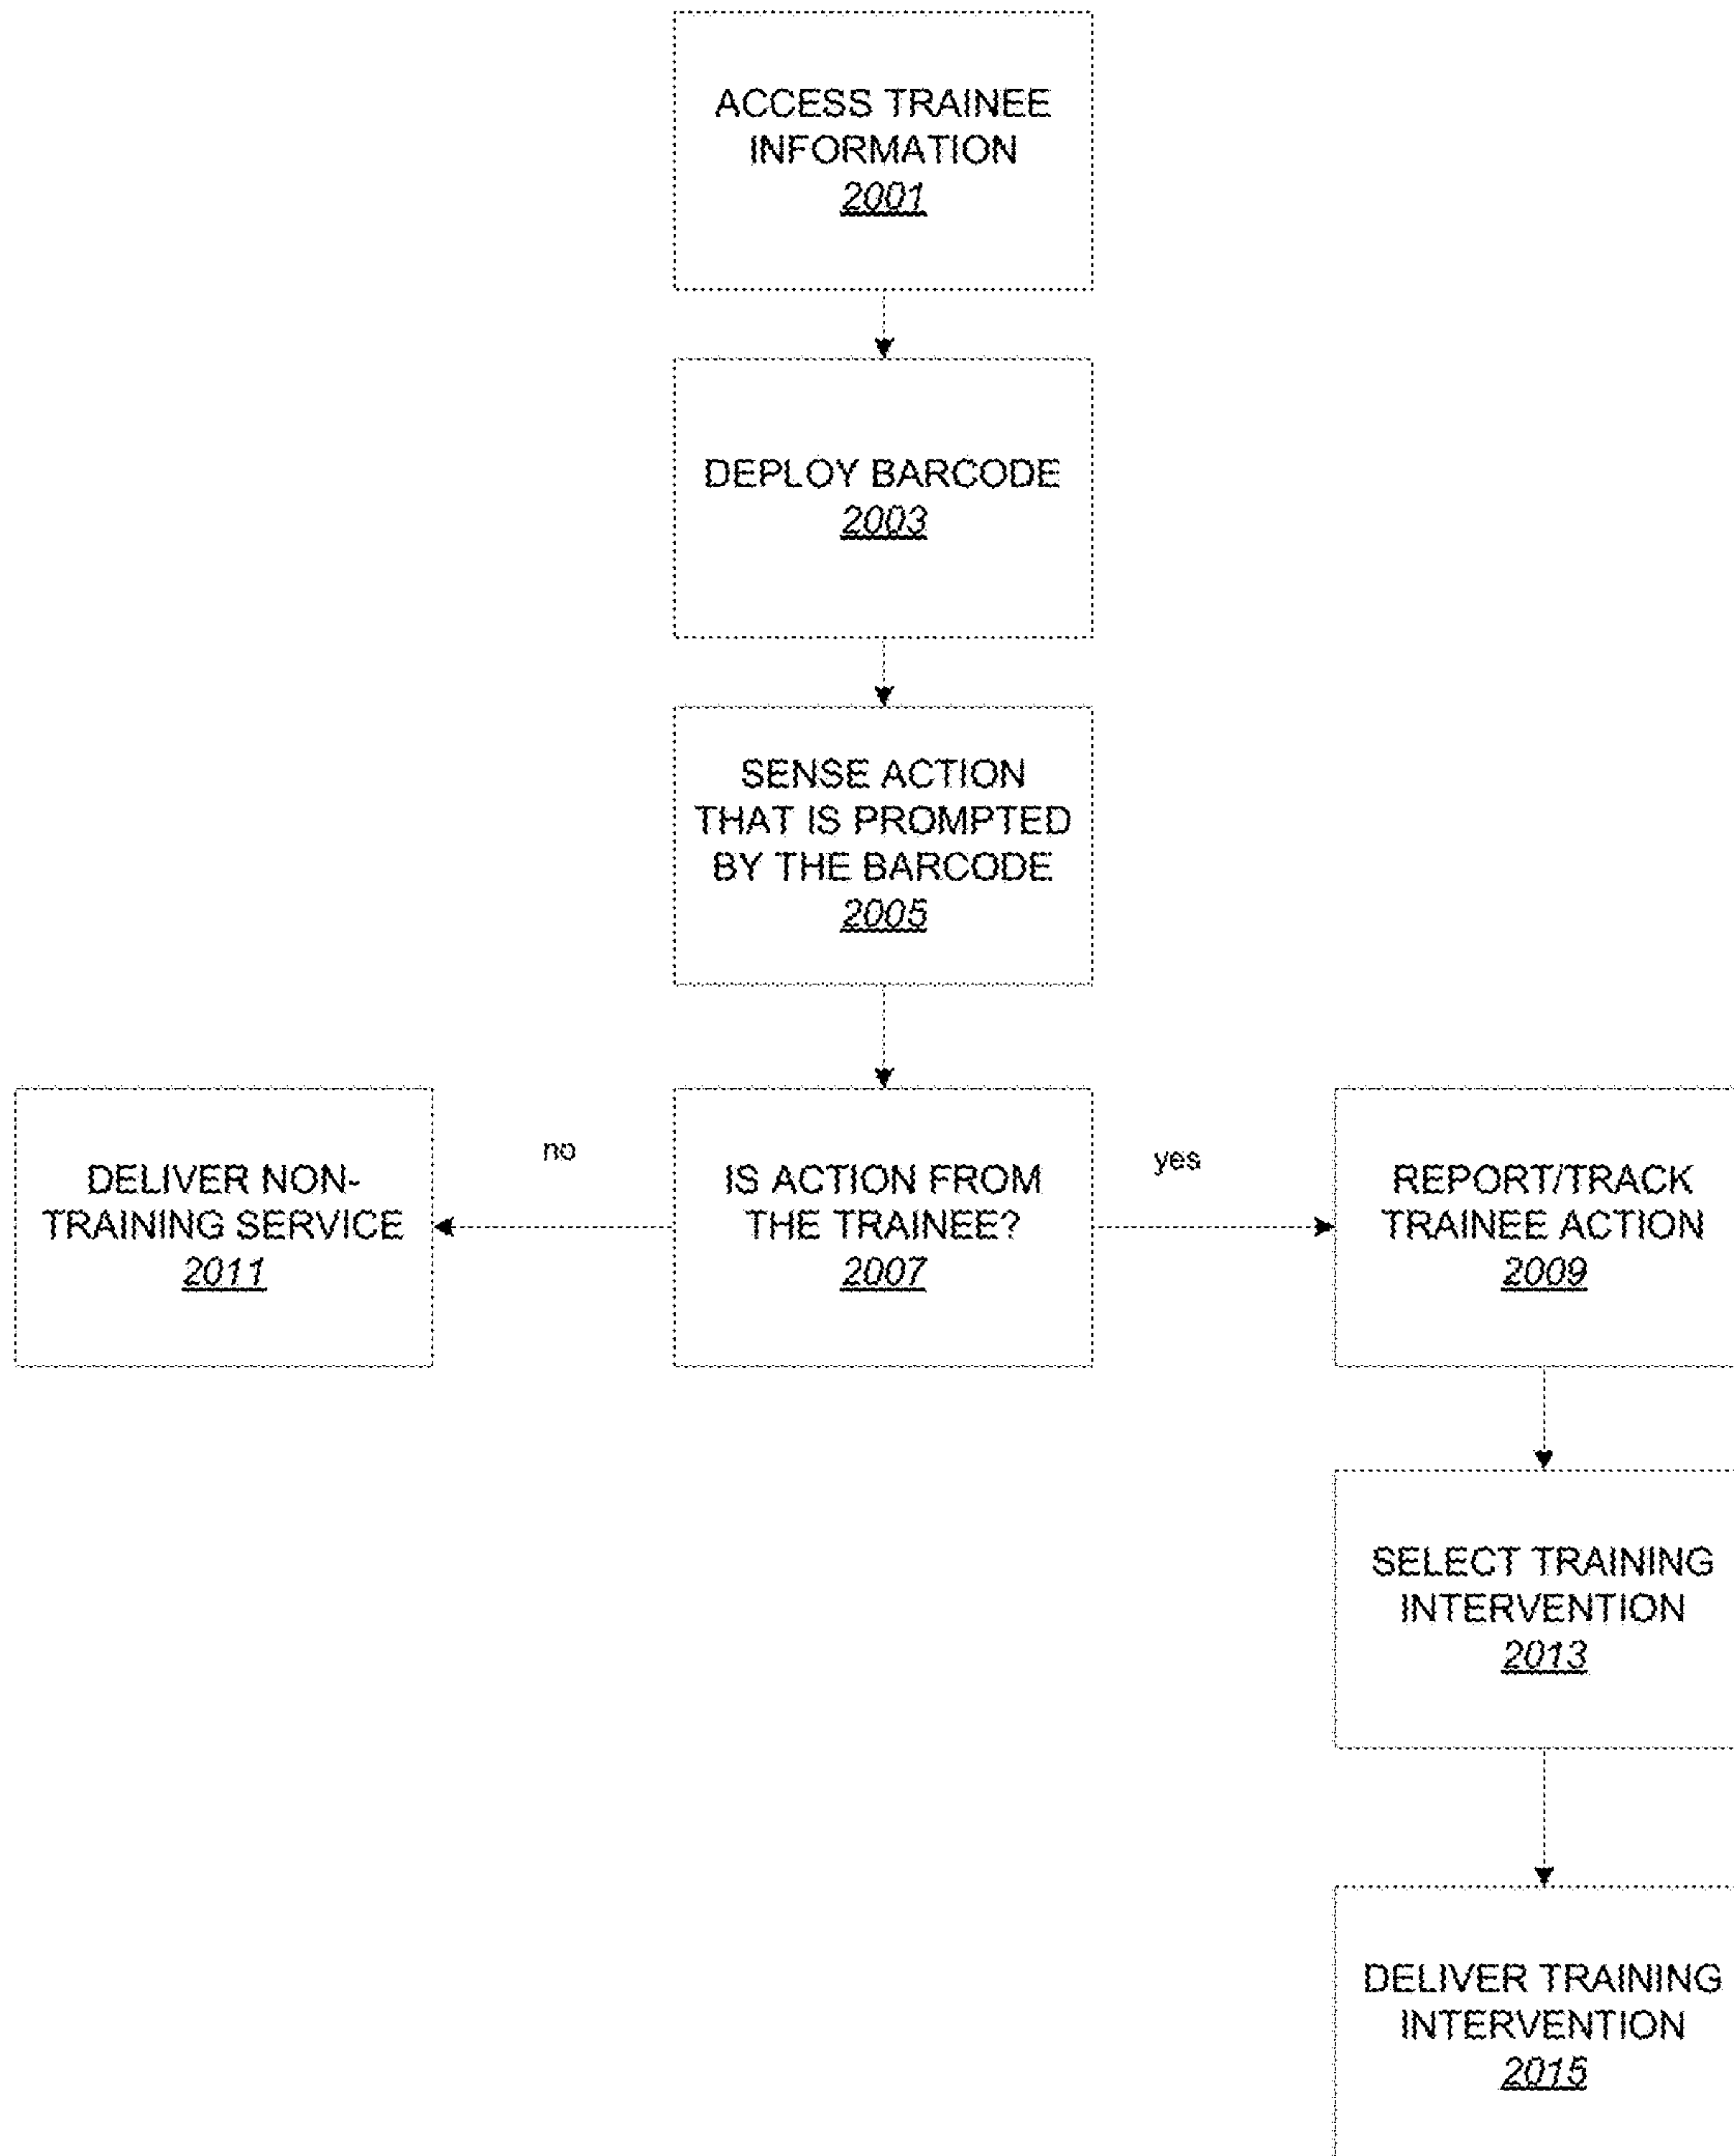 ACCESS TRAINEE
INFORMATION
2001
DEPLOY BARCODE
2003
SENSE ACTION
THAT IS PROMPTED
BY THE BARCODE
2005
DELIVER NON-
TRAINING SERVICE
2011
no
IS ACTION FROM
THE TRAINEE?
2007
yes
REPORT/TRACK
TRAINEE ACTION
2009
SELECT TRAINING
INTERVENTION
2013
DELIVER TRAINING
INTERVENTION
2015